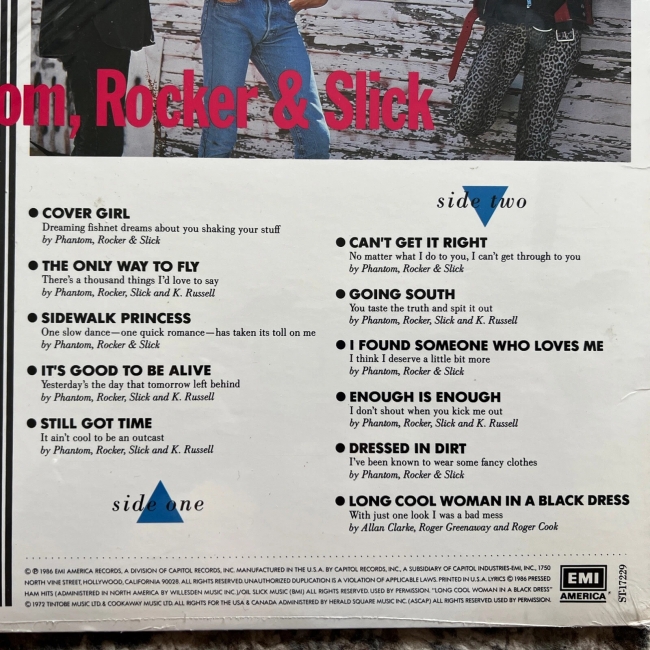 om, Rocker & Slick
● COVER GIRL
Dreaming fishnet dreams about you shaking your stuff
by Phantom, Rocker & Slick
● THE ONLY WAY TO FLY
There's a thousand things I'd love to say
by Phantom, Rocker, Slick and K. Russell
● SIDEWALK PRINCESS
One slow dance—one quick romance—has taken its toll on me
by Phantom, Rocker & Slick
● IT'S GOOD TO BE ALIVE
Yesterday's the day that tomorrow left behind
by Phantom, Rocker, Slick and K. Russell
● STILL GOT TIME
It ain't cool to be an outcast
by Phantom, Rocker, Slick and K. Russell
side one
side two
● CAN'T GET IT RIGHT
No matter what I do to you, I can't get through to you
by Phantom, Rocker & Slick
● GOING SOUTH
You taste the truth and spit it out
by Phantom, Rocker, Slick and K. Russell
● I FOUND SOMEONE WHO LOVES ME
I think I deserve a little bit more
by Phantom, Rocker & Slick
● ENOUGH IS ENOUGH
I don't shout when you kick me out
by Phantom, Rocker, Slick and K. Russell
● DRESSED IN DIRT
I've been known to wear some fancy clothes
by Phantom, Rocker & Slick
● LONG COOL WOMAN IN A BLACK DRESS
With just one look I was a bad mess
by Allan Clarke, Roger Greenaway and Roger Cook
© ℗ 1986 EMI AMERICA RECORDS, A DIVISION OF CAPITOL RECORDS, INC. MANUFACTURED IN THE U.S.A. BY CAPITOL RECORDS, INC., A SUBSIDIARY OF CAPITOL INDUSTRIES-EMI, INC., 1750
NORTH VINE STREET, HOLLYWOOD, CALIFORNIA 90028. ALL RIGHTS RESERVED. UNAUTHORIZED DUPLICATION IS A VIOLATION OF APPLICABLE LAWS. PRINTED IN U.S.A. LYRICS © 1986 PRESSED
HAM HITS (ADMINISTERED IN NORTH AMERICA BY WILLESDEN MUSIC INC.)/OIL SLICK MUSIC (BMI) ALL RIGHTS RESERVED. USED BY PERMISSION. "LONG COOL WOMAN IN A BLACK DRESS"
© 1972 TINTOBE MUSIC LTD. & COOKAWAY MUSIC LTD. ALL RIGHTS FOR THE USA & CANADA ADMINISTERED BY HERALD SQUARE MUSIC INC (ASCAP) ALL RIGHTS RESERVED. USED BY PERMISSION.
EMI
AMERICA
ST-17229